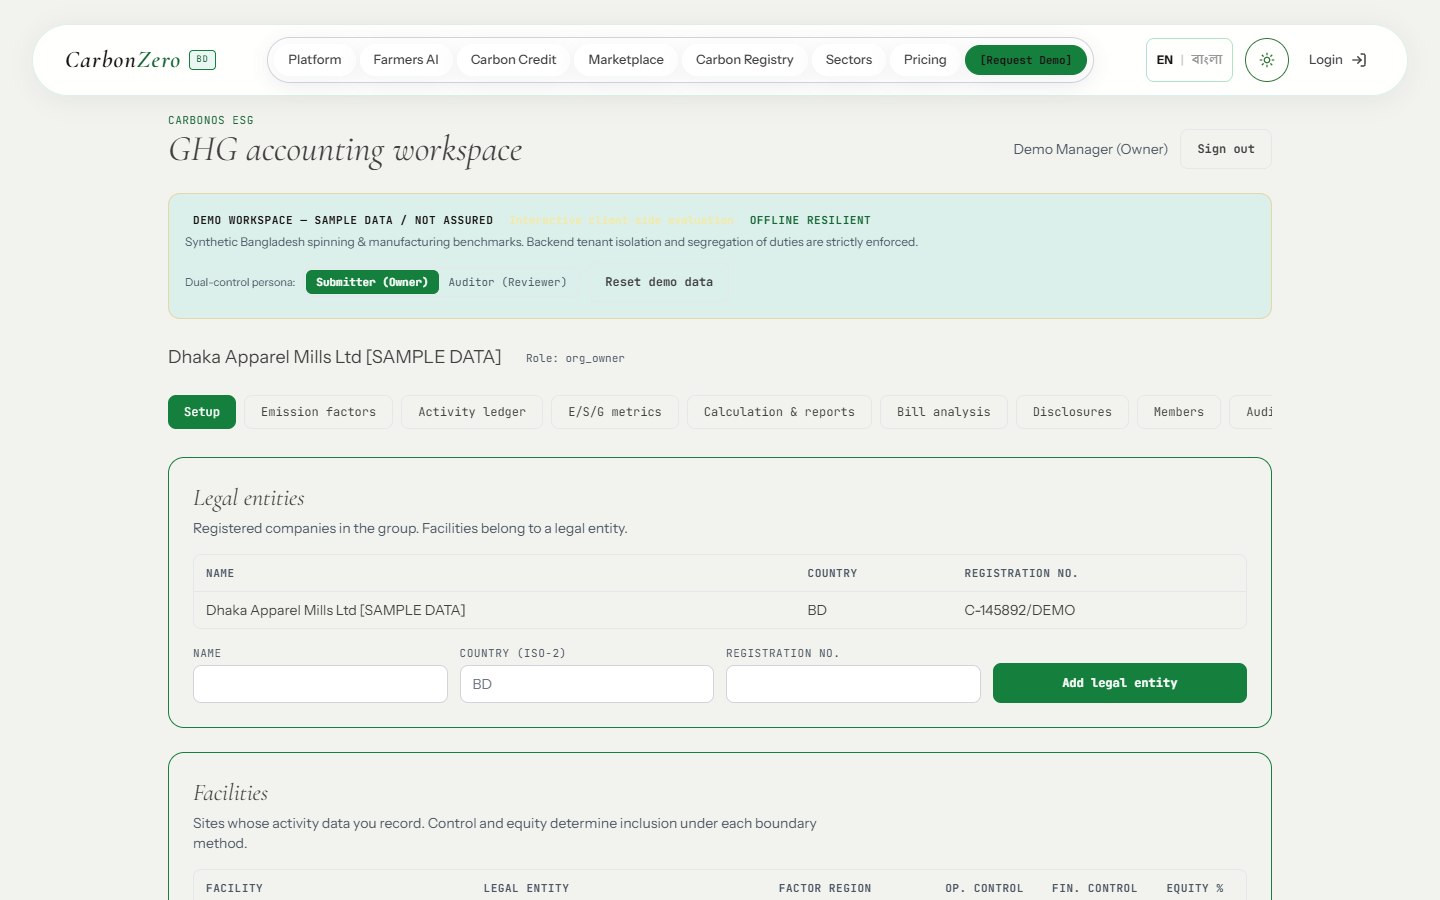 CarbonZero BD
Platform
Farmers AI
Carbon Credit
Marketplace
Carbon Registry
Sectors
Pricing
[Request Demo]
EN | বাংলা
Login
CARBONOS ESG
GHG accounting workspace
Demo Manager (Owner)
Sign out
DEMO WORKSPACE — SAMPLE DATA / NOT ASSURED Interactive client-side evaluation OFFLINE RESILIENT
Synthetic Bangladesh spinning & manufacturing benchmarks. Backend tenant isolation and segregation of duties are strictly enforced.
Dual-control persona: Submitter (Owner) Auditor (Reviewer) Reset demo data
Dhaka Apparel Mills Ltd [SAMPLE DATA] Role: org_owner
Setup
Emission factors
Activity ledger
E/S/G metrics
Calculation & reports
Bill analysis
Disclosures
Members
Audi
Legal entities
Registered companies in the group. Facilities belong to a legal entity.
NAME COUNTRY REGISTRATION NO.
Dhaka Apparel Mills Ltd [SAMPLE DATA] BD C-145892/DEMO
NAME COUNTRY (ISO-2) REGISTRATION NO.
BD
Add legal entity
Facilities
Sites whose activity data you record. Control and equity determine inclusion under each boundary
method.
FACILITY LEGAL ENTITY FACTOR REGION OP. CONTROL FIN. CONTROL EQUITY %